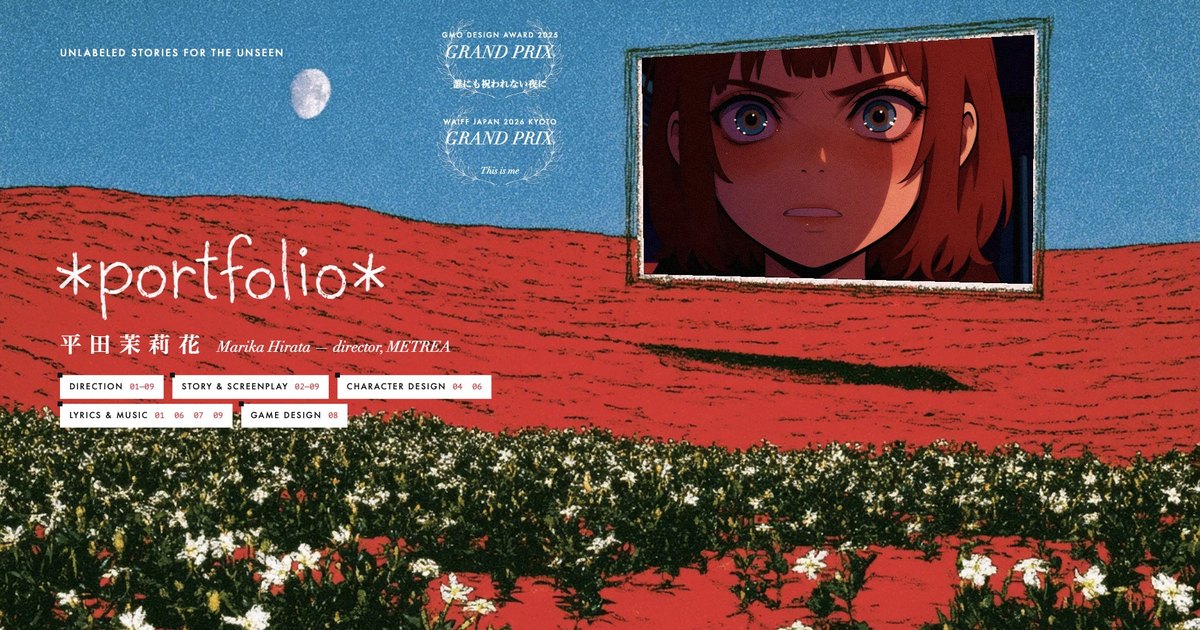 UNLABELED STORIES FOR THE UNSEEN
GMO DESIGN AWARD 2025
GRAND PRIX
誰にも祝われない夜に
WAIFF JAPAN 2026 KYOTO
GRAND PRIX
This is me
*portfolio*
平田茉莉花 Marika Hirata — director, METREA
DIRECTION 01–09 STORY & SCREENPLAY 02–09 CHARACTER DESIGN 04 06
LYRICS & MUSIC 01 06 07 09 GAME DESIGN 08